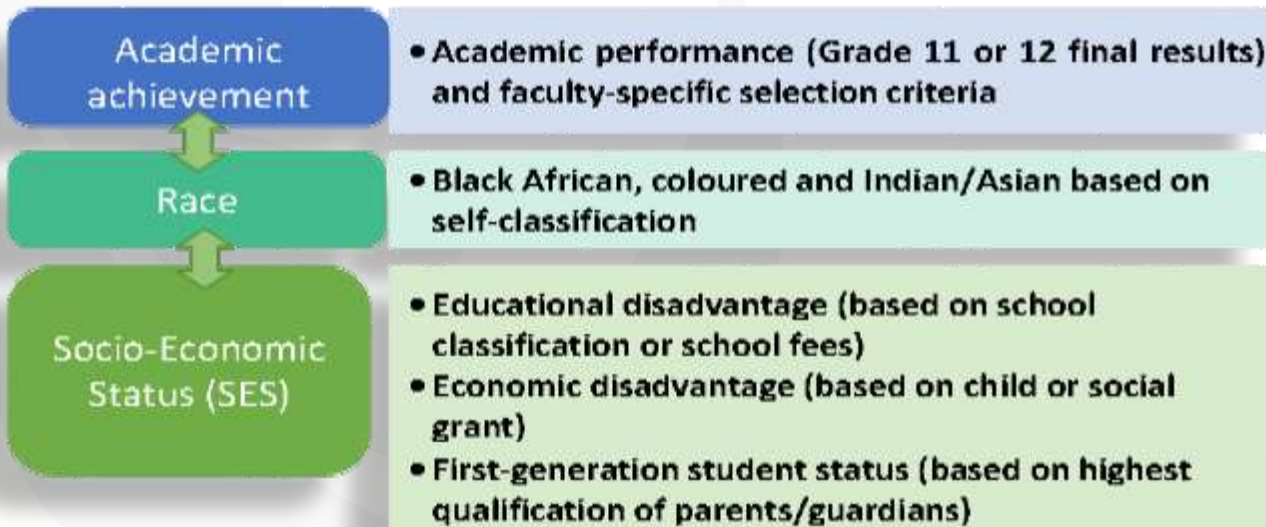 Academic
achievement
• Academic performance (Grade 11 or 12 final results)
and faculty-specific selection criteria
Race
• Black African, coloured and Indian/Asian based on
self-classification
Socio-Economic
Status (SES)
• Educational disadvantage (based on school
classification or school fees)
• Economic disadvantage (based on child or social
grant)
• First-generation student status (based on highest
qualification of parents/guardians)